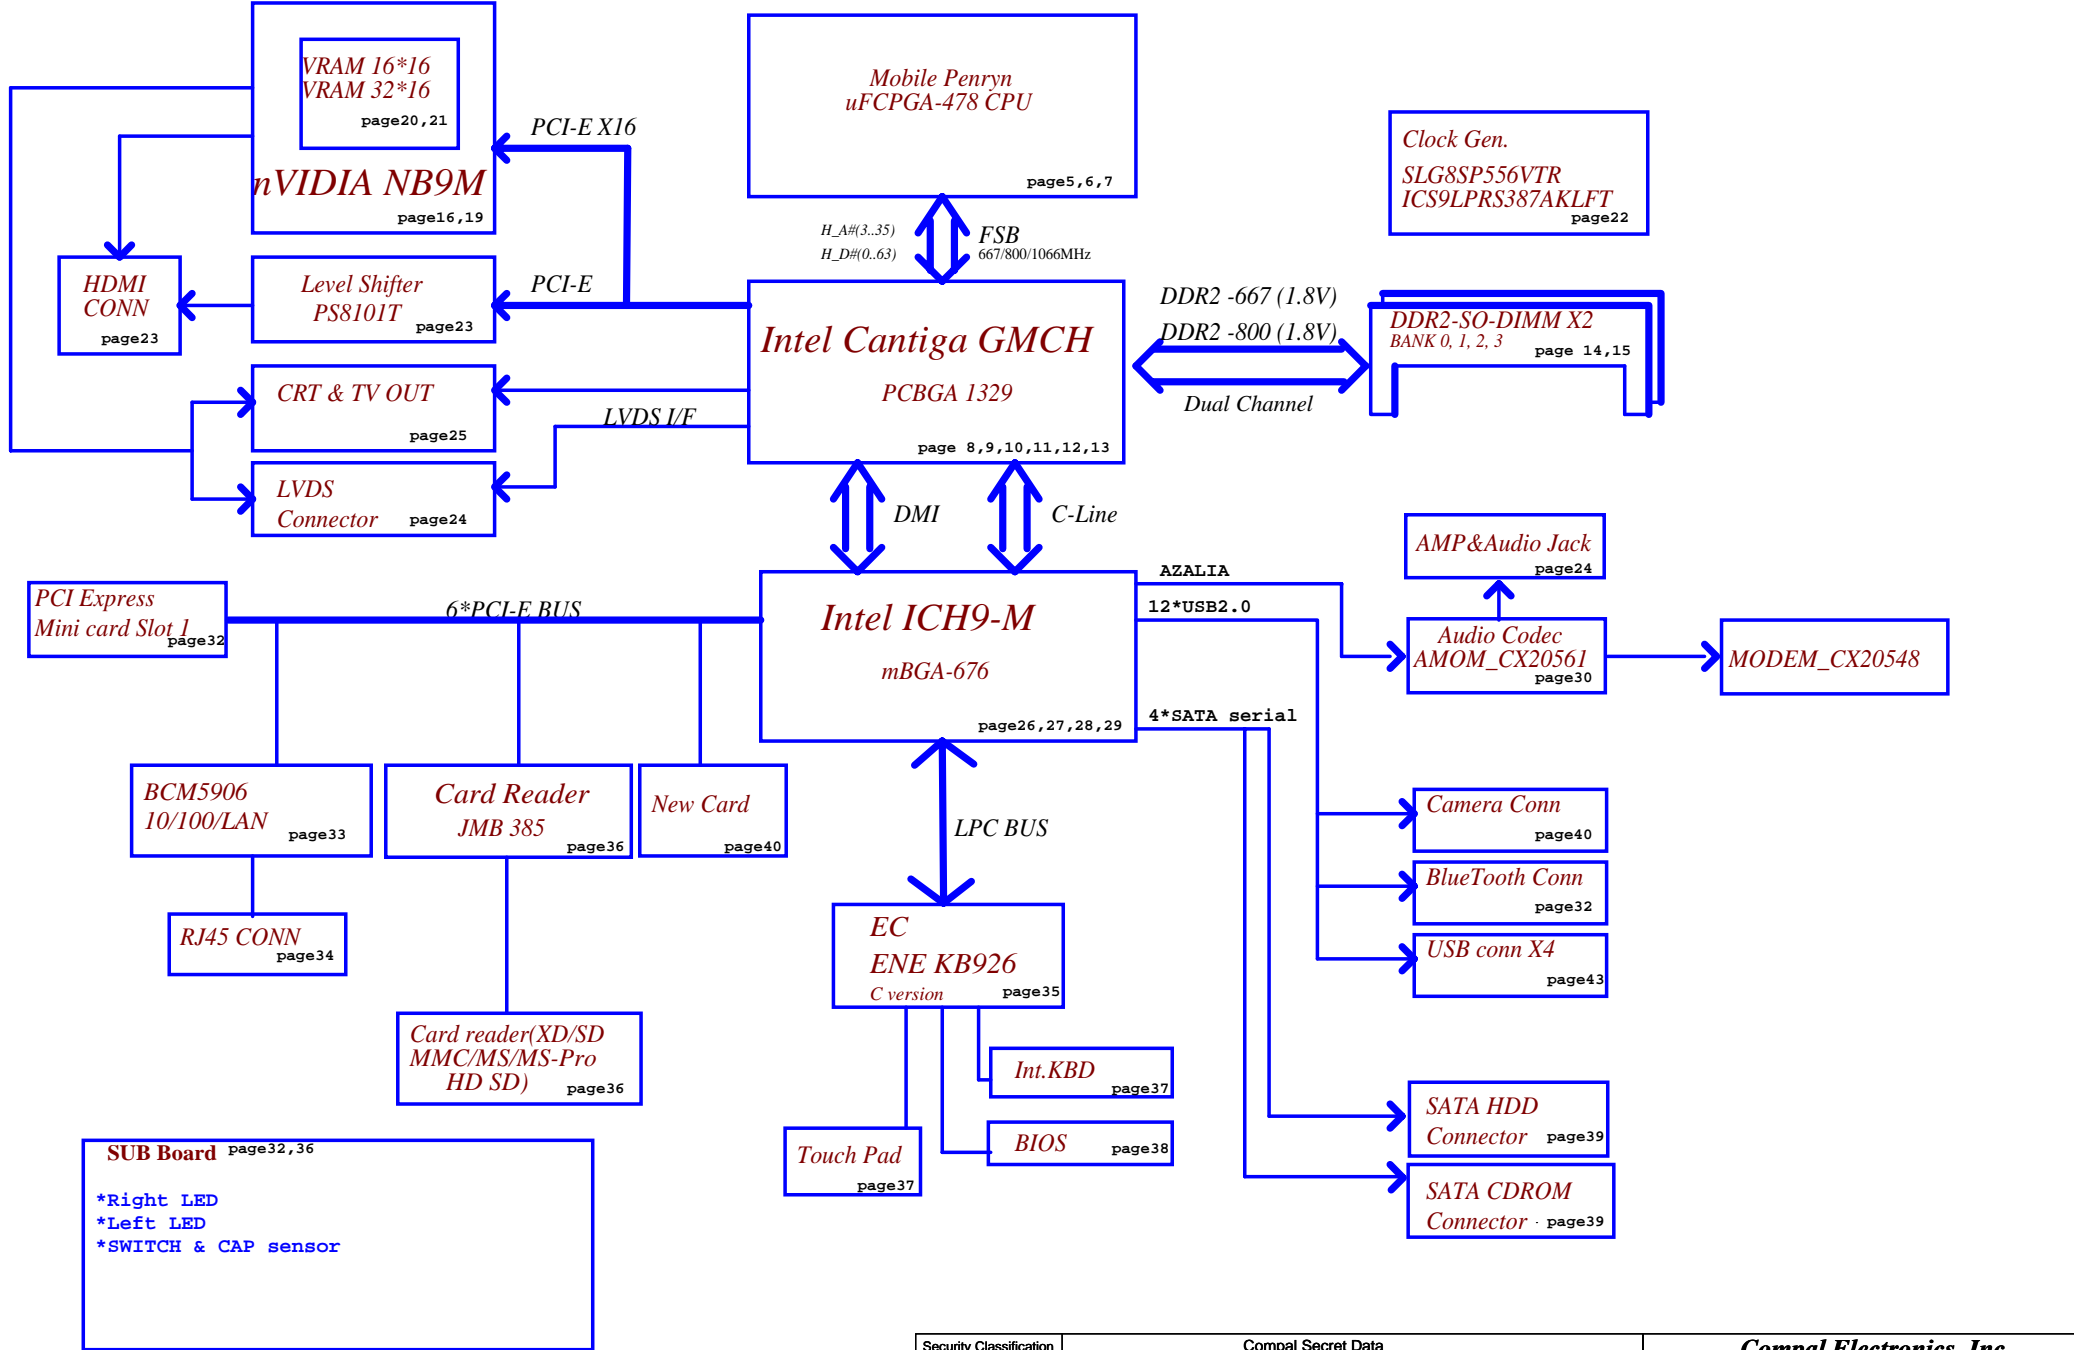 VRAM 16*16
VRAM 32*16
page20,21
nVIDIA NB9M
page16,19
PCI-E X16
Mobile Penryn
uFCPGA-478 CPU
page5,6,7
Clock Gen.
SLG8SP556VTR
ICS9LPRS387AKLFT
page22
H_A#(3..35)
H_D#(0..63)
FSB
667/800/1066MHz
HDMI
CONN
page23
Level Shifter
PS8101T
page23
PCI-E
Intel Cantiga GMCH
PCBGA 1329
page 8,9,10,11,12,13
DDR2 -667 (1.8V)
DDR2 -800 (1.8V)
Dual Channel
DDR2-SO-DIMM X2
BANK 0, 1, 2, 3
page 14,15
CRT & TV OUT
page25
LVDS I/F
LVDS
Connector
page24
DMI
C-Line
PCI Express
Mini card Slot 1
page32
6*PCI-E BUS
Intel ICH9-M
mBGA-676
page26,27,28,29
AZALIA
12*USB2.0
4*SATA serial
AMP&Audio Jack
page24
Audio Codec
AMOM_CX20561
page30
MODEM_CX20548
BCM5906
10/100/LAN
page33
Card Reader
JMB 385
page36
New Card
page40
LPC BUS
Camera Conn
page40
BlueTooth Conn
page32
USB conn X4
page43
RJ45 CONN
page34
EC
ENE KB926
C version
page35
Card reader(XD/SD
MMC/MS/MS-Pro
HD SD)
page36
Int.KBD
page37
BIOS
page38
Touch Pad
page37
SATA HDD
Connector
page39
SATA CDROM
Connector
page39
SUB Board
page32,36
*Right LED
*Left LED
*SWITCH & CAP sensor
Security Classification
Compal Secret Data
Compal Electronics, Inc.